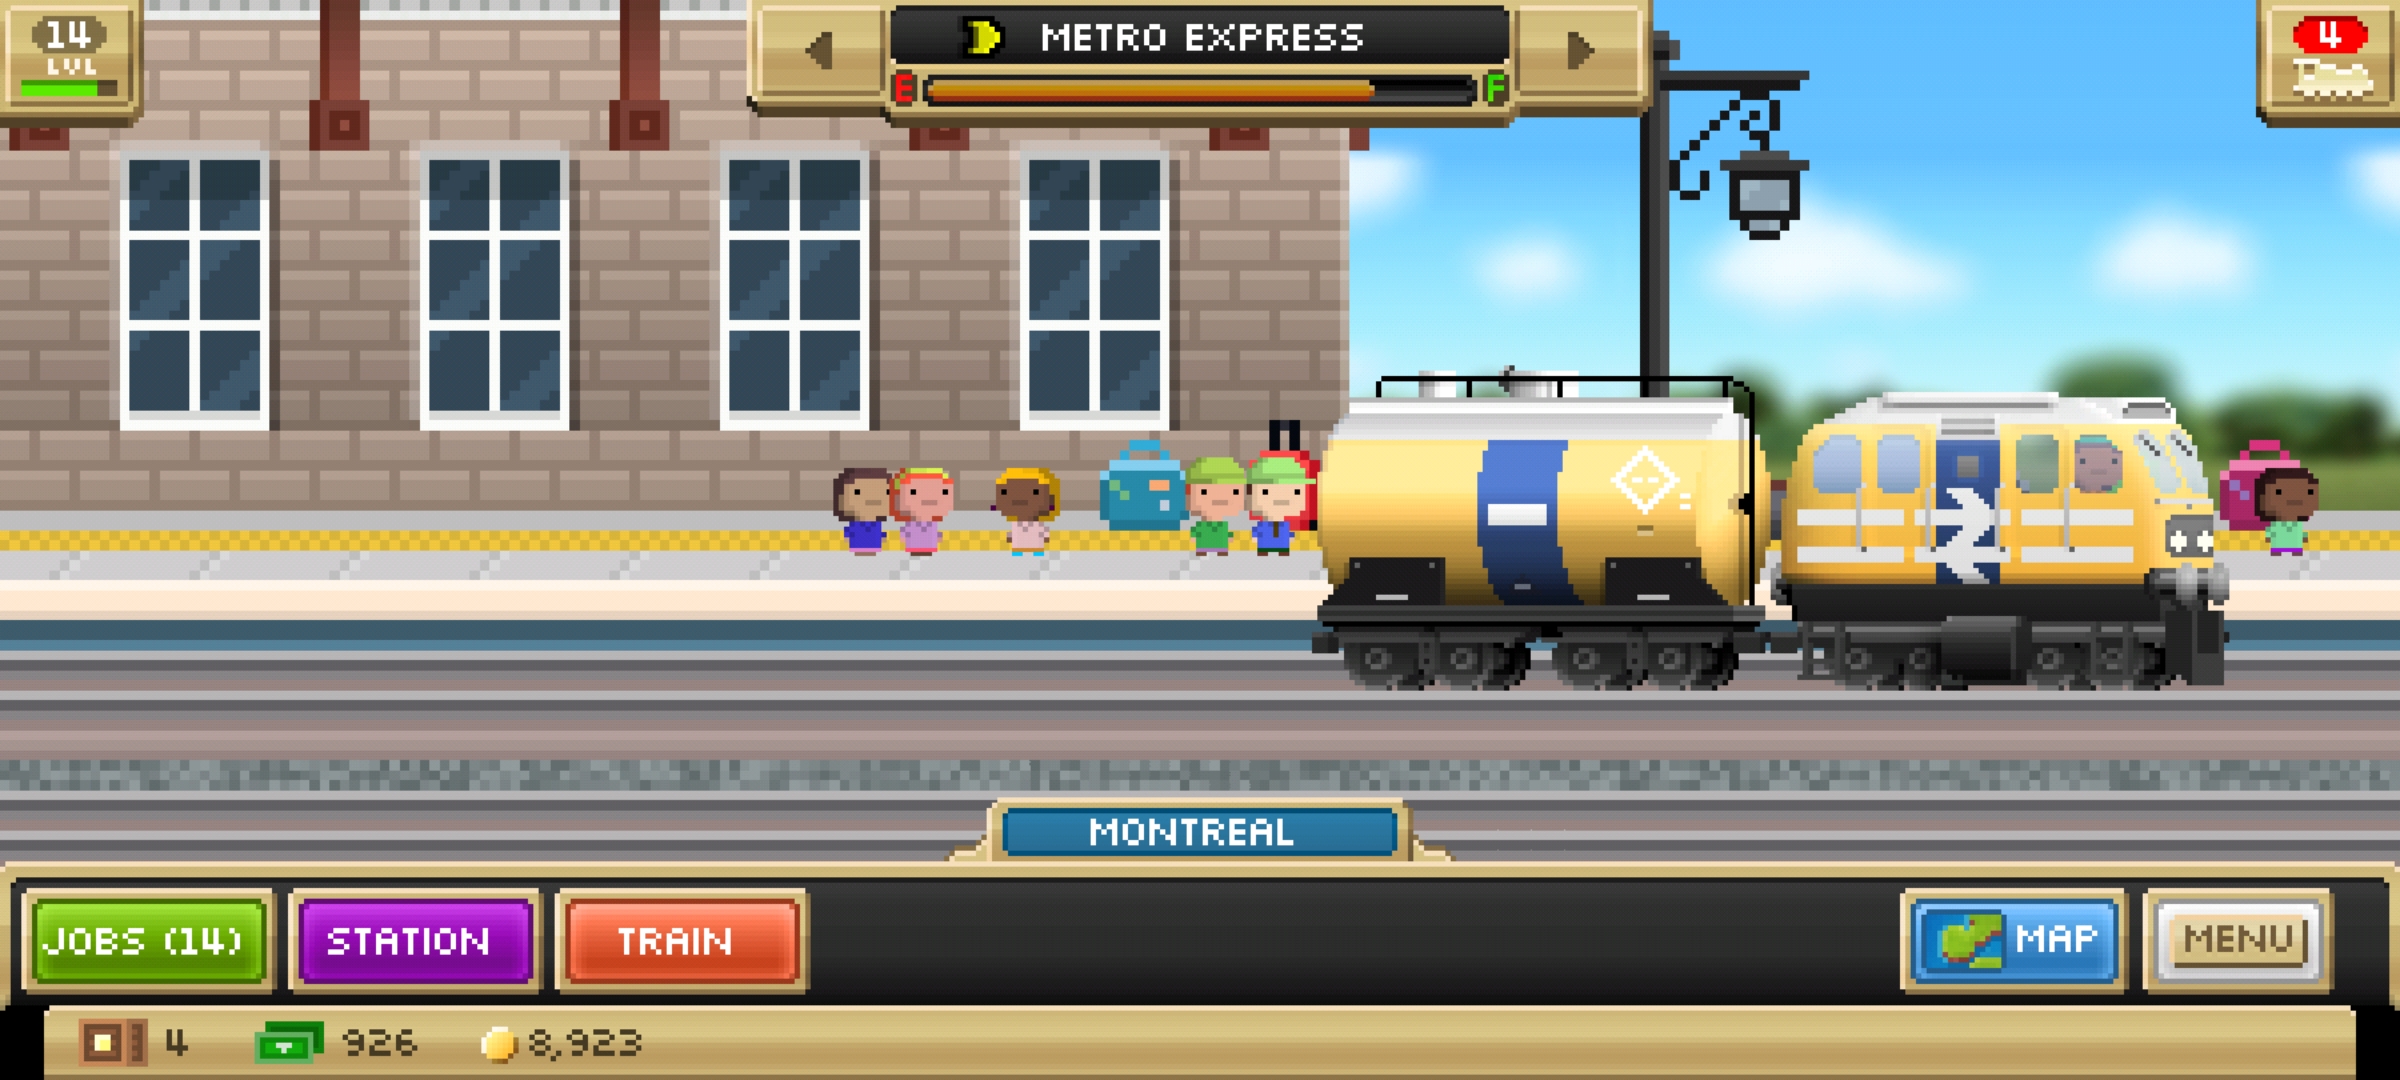 14
LVL
METRO EXPRESS
E
F
4
MONTREAL
JOBS (14)
STATION
TRAIN
MAP
MENU
4
926
8,923